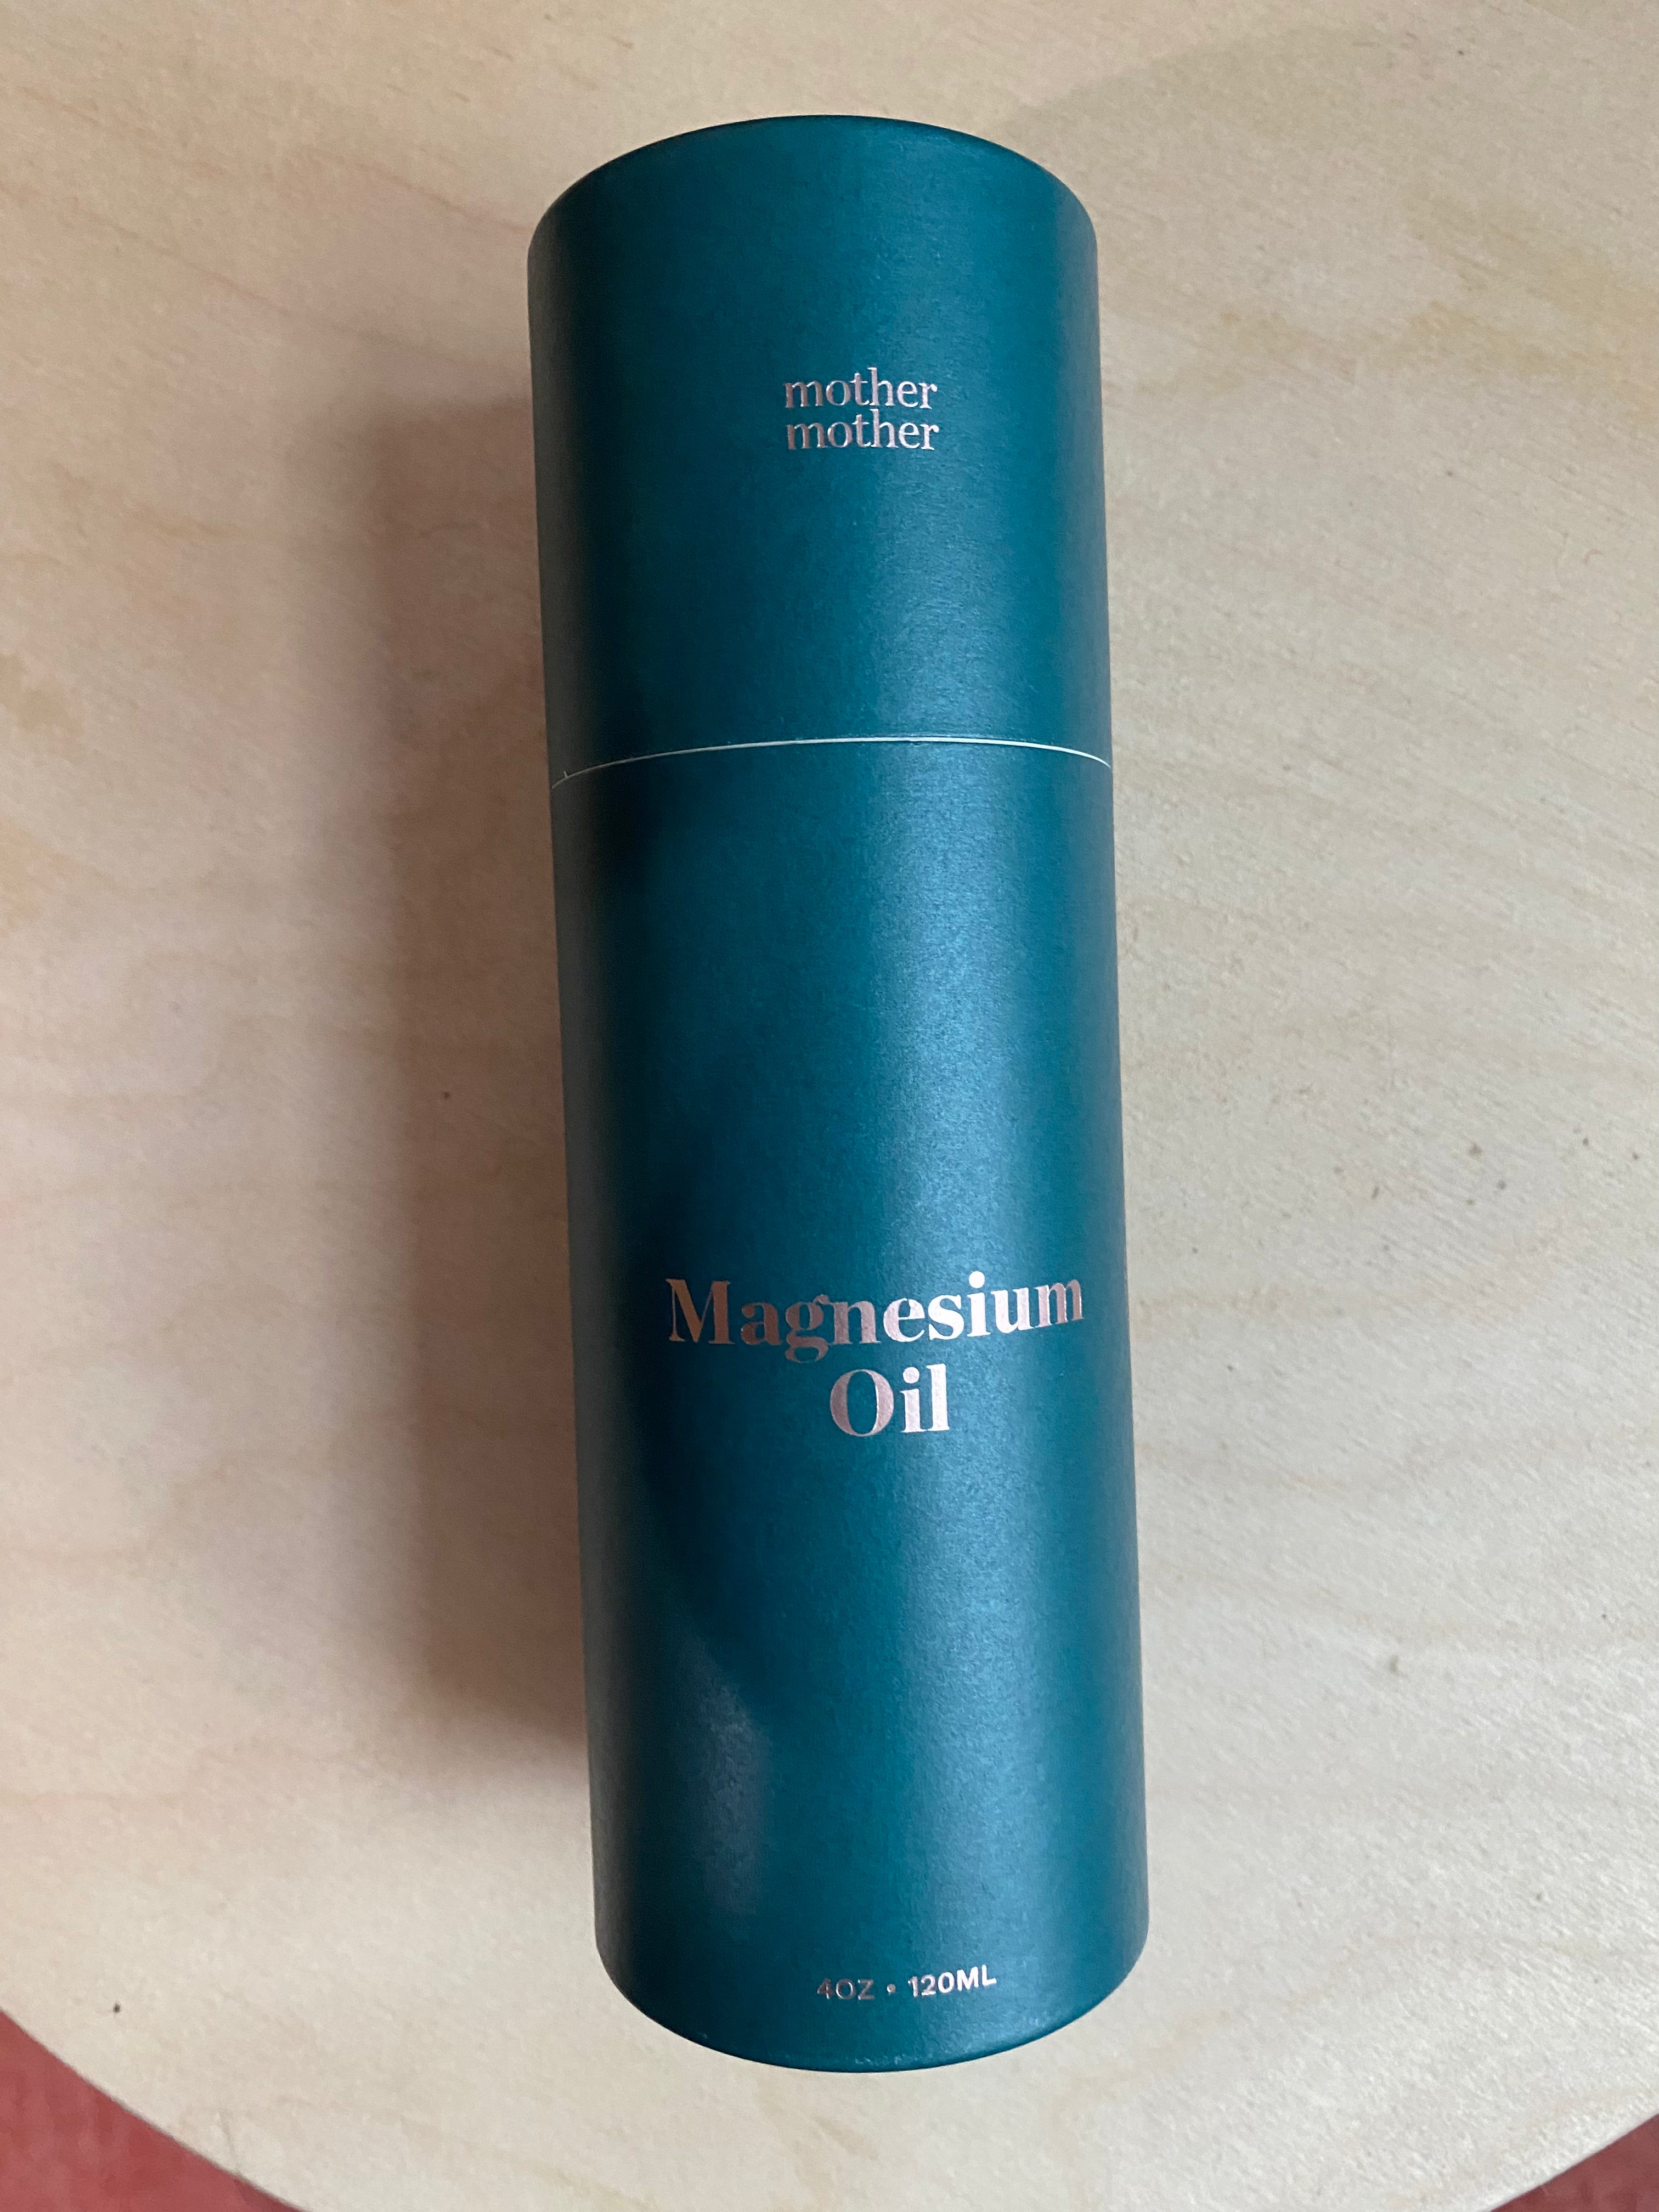 mother
mother
Magnesium
Oil
4OZ • 120ML